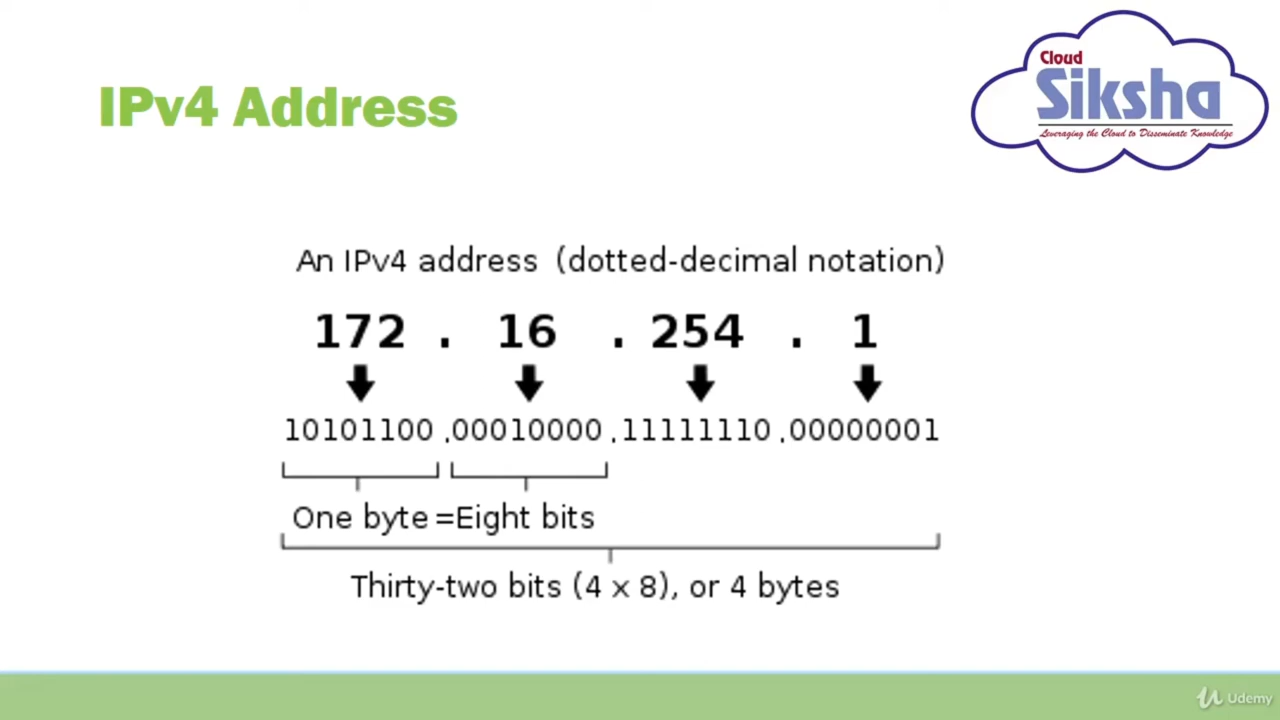 Cloud
Siksha
Leveraging the Cloud to Disseminate Knowledge
IPv4 Address
An IPv4 address (dotted-decimal notation)
172 . 16 . 254 . 1
10101100 .00010000 .11111110 .00000001
One byte =Eight bits
Thirty-two bits (4 x 8), or 4 bytes
Udemy